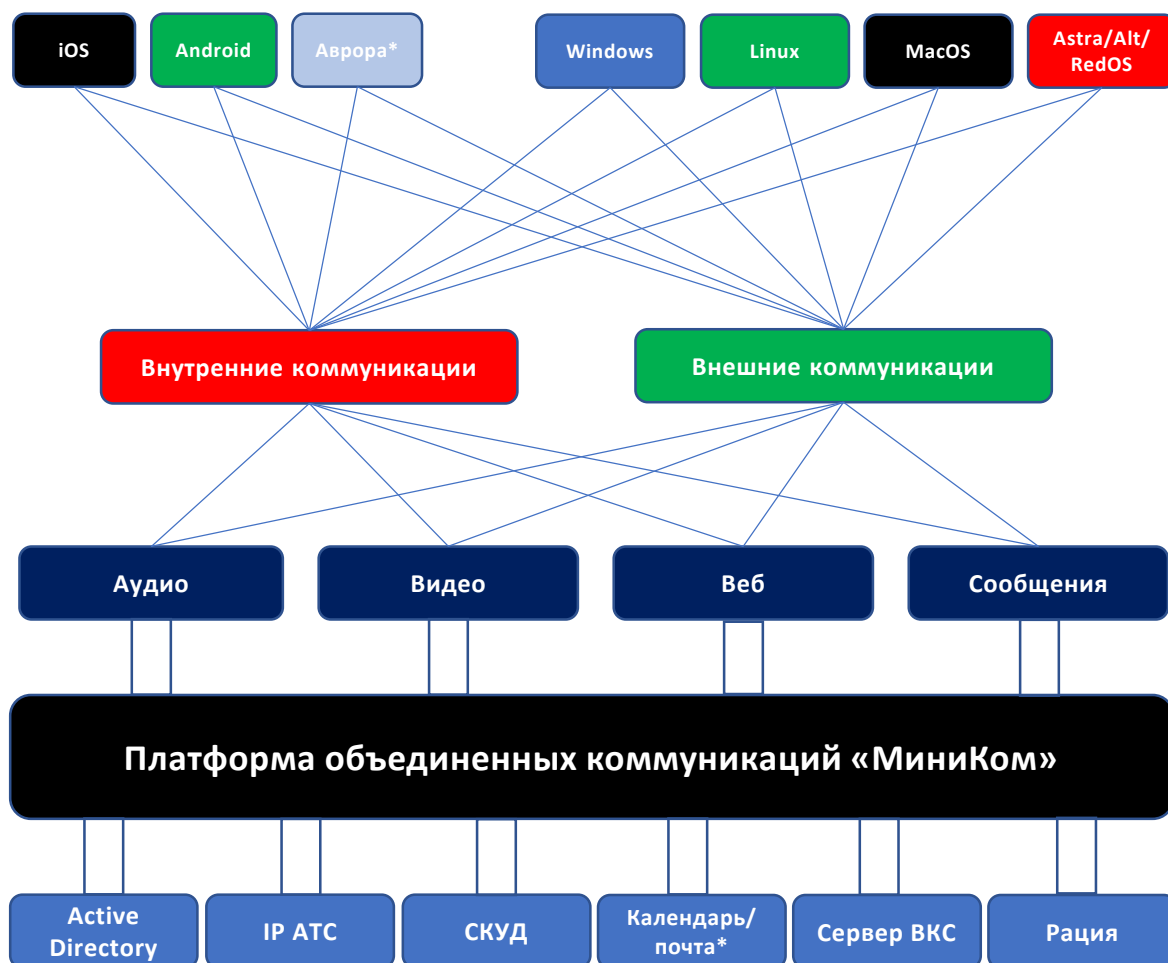 iOS
Android
Аврора*
Windows
Linux
MacOS
Astra/Alt/
RedOS
Внутренние коммуникации
Внешние коммуникации
Аудио
Видео
Веб
Сообщения
Платформа объединенных коммуникаций «МиниКом»
Active
Directory
IP АТС
СКУД
Календарь/
почта*
Сервер ВКС
Рация